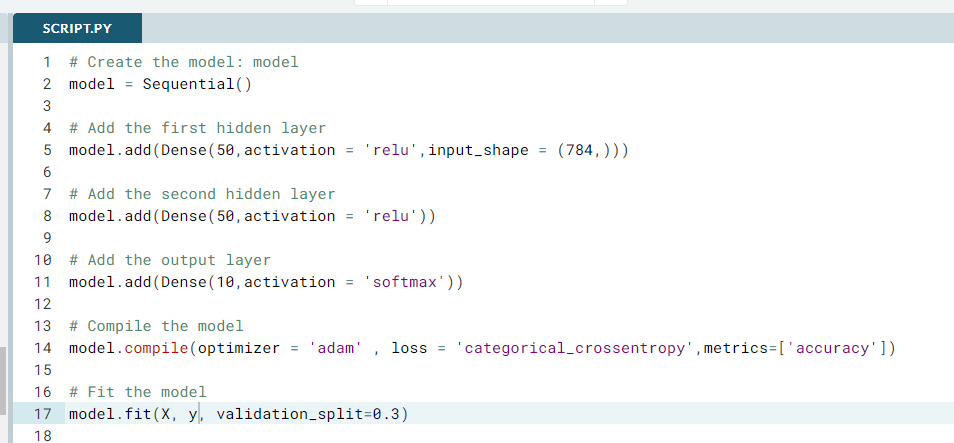 SCRIPT.PY
1 # Create the model: model
2 model = Sequential()
3
4 # Add the first hidden layer
5 model.add(Dense(50,activation = 'relu',input_shape = (784,)))
6
7 # Add the second hidden layer
8 model.add(Dense(50,activation = 'relu'))
9
10 # Add the output layer
11 model.add(Dense(10,activation = 'softmax'))
12
13 # Compile the model
14 model.compile(optimizer = 'adam' , loss = 'categorical_crossentropy',metrics=['accuracy'])
15
16 # Fit the model
17 model.fit(X, y, validation_split=0.3)
18